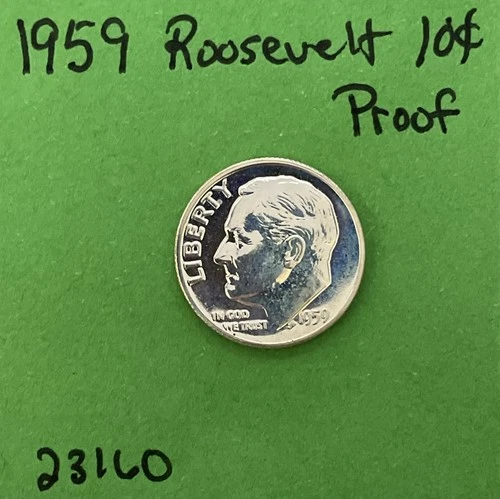 1959 Roosevelt 10¢
Proof
LIBERTY
IN GOD
WE TRUST
1959
23160